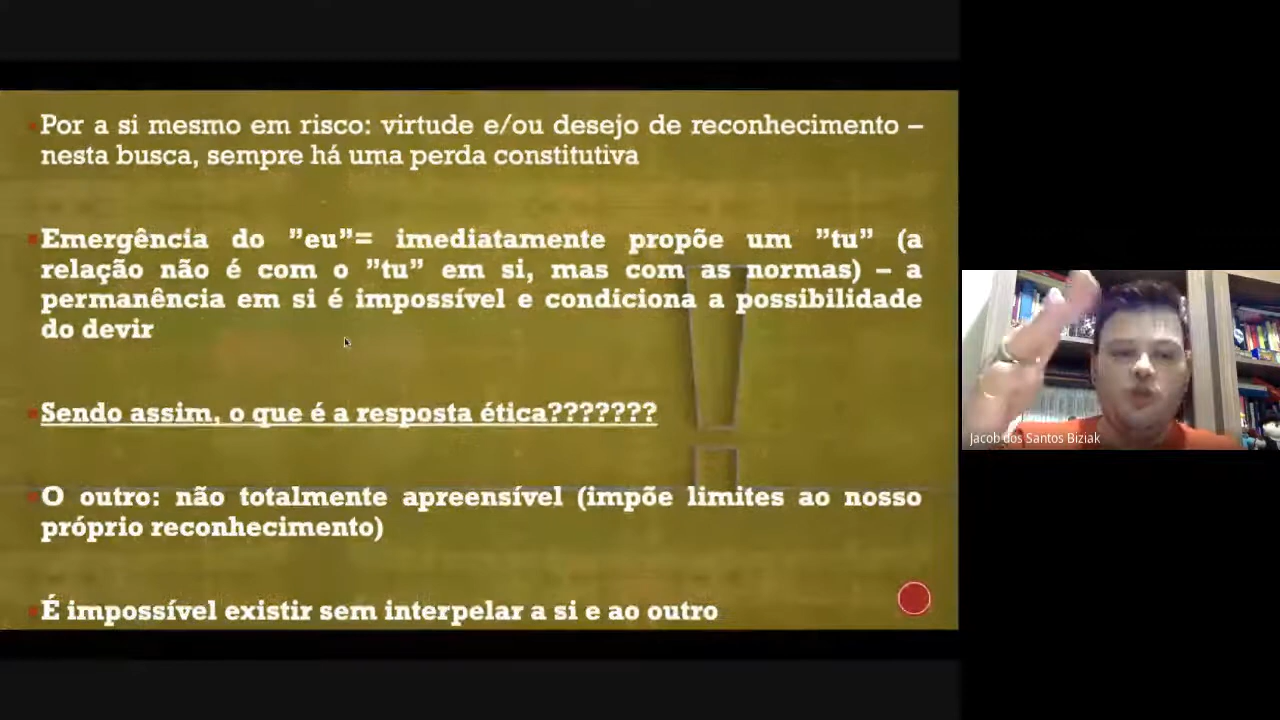 Por a si mesmo em risco: virtude e/ou desejo de reconhecimento –
nesta busca, sempre há uma perda constitutiva
Emergência do ”eu”= imediatamente propõe um ”tu” (a
relação não é com o ”tu” em si, mas com as normas) – a
permanência em si é impossível e condiciona a possibilidade
do devir
Sendo assim, o que é a resposta ética???????
O outro: não totalmente apreensível (impõe limites ao nosso
próprio reconhecimento)
É impossível existir sem interpelar a si e ao outro
Jacob dos Santos Biziak